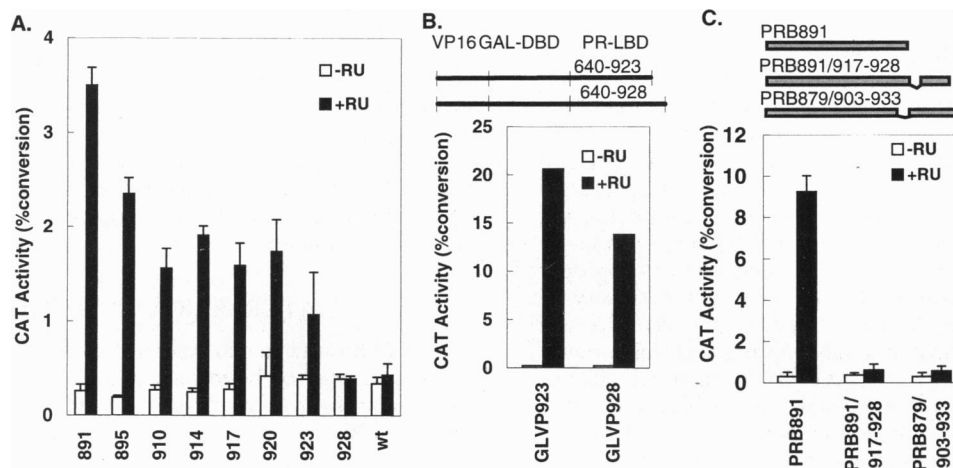 A.
CAT Activity (%conversion)
4
3
2
1
0
-RU
+RU
891
895
910
914
917
920
923
928
wt
B.
VP16 GAL-DBD PR-LBD
640-923
640-928
CAT Activity (%conversion)
25
20
15
10
5
0
-RU
+RU
GLVP923
GLVP928
C.
PRB891
PRB891/917-928
PRB879/903-933
CAT Activity (%conversion)
12
10
8
6
4
2
0
-RU
+RU
PRB891
PRB891/
917-928
PRB879/
903-933